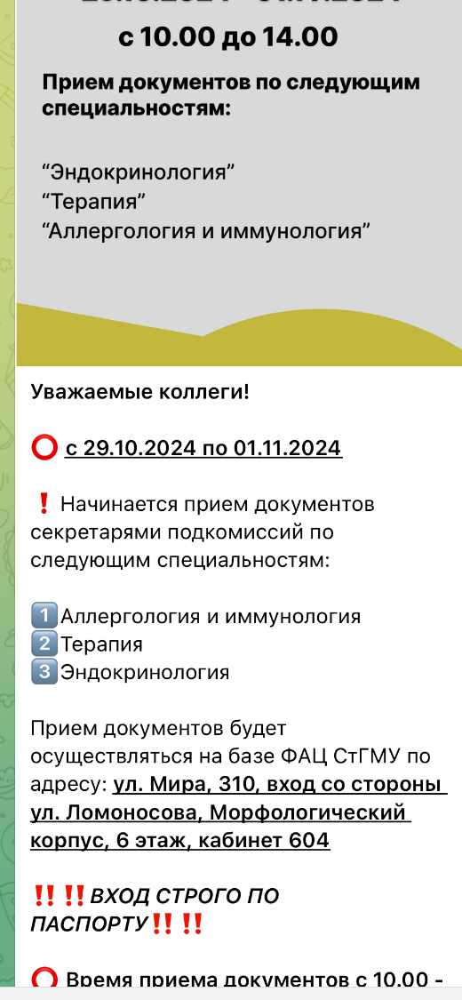 с 10.00 до 14.00
Прием документов по следующим
специальностям:
“Эндокринология”
“Терапия”
“Аллергология и иммунология”
Уважаемые коллеги!
⭕ с 29.10.2024 по 01.11.2024
❗ Начинается прием документов
секретарями подкомиссий по
следующим специальностям:
1️⃣Аллергология и иммунология
2️⃣Терапия
3️⃣Эндокринология
Прием документов будет
осуществляться на базе ФАЦ СтГМУ по
адресу: ул. Мира, 310, вход со стороны
ул. Ломоносова, Морфологический
корпус, 6 этаж, кабинет 604
‼️ ‼️ВХОД СТРОГО ПО
ПАСПОРТУ‼️ ‼️
⭕ Время приема документов с 10.00 -